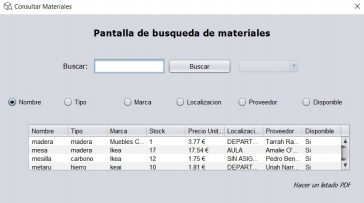 Consultar Materiales
Pantalla de busqueda de materiales
Buscar: Buscar
Nombre Tipo Marca Localizacion Proveedor Disponible
Nombre Tipo Marca Stock Precio Unit... Localizaci... Proveedor Disponible
madera madera Muebles C... 1 3.77 € DEPART... Tarrah Ra... Si
mesa madera Ikea 17 17.54 € AULA Amalie O'... Si
mesilla carbono Ikea 12 1.75 € SIN ASIG... Pedro Ben... Si
metaru hierro keai 10 1.81 € DEPART... Uriah Narr... Si
Hacer un listado PDF